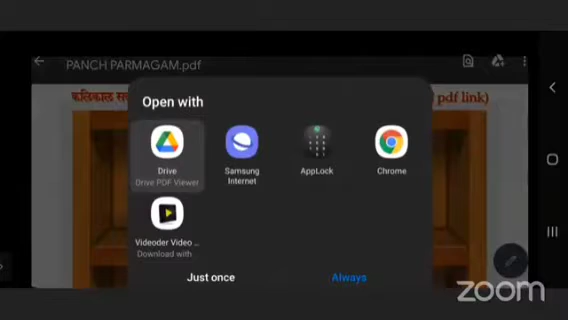 PANCH PARMAGAM.pdf
कलिकाल
pdf link)
Open with
Drive
Drive PDF Viewer
Samsung
Internet
AppLock
Chrome
Videoder Video ...
Download with
Just once
Always
zoom